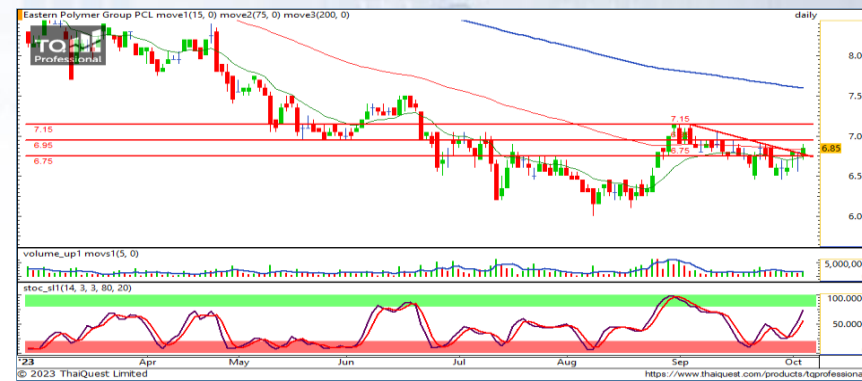 Eastern Polymer Group PCL move1(15, 0) move2(75, 0) move3(200, 0) daily
TQ
Professional
8.0
7.5
7.15
7.15
7.0
6.95
6.85
6.75
6.75
6.5
6.0
volume_up1 movs1(5, 0)
5,000,00
stoc_sl1(14, 3, 3, 80, 20)
100.000
50.000
'23 Apr May Jun Jul Aug Sep Oct
© 2023 ThaiQuest Limited https://www.thaiquest.com/products/tqprofessiona